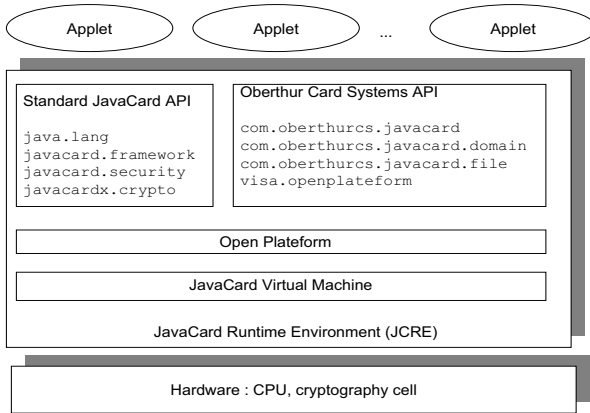 Applet
Applet
...
Applet
Standard JavaCard API
java.lang
javacard.framework
javacard.security
javacardx.crypto
Oberthur Card Systems API
com.oberthurcs.javacard
com.oberthurcs.javacard.domain
com.oberthurcs.javacard.file
visa.openplateform
Open Plateform
JavaCard Virtual Machine
JavaCard Runtime Environment (JCRE)
Hardware : CPU, cryptography cell